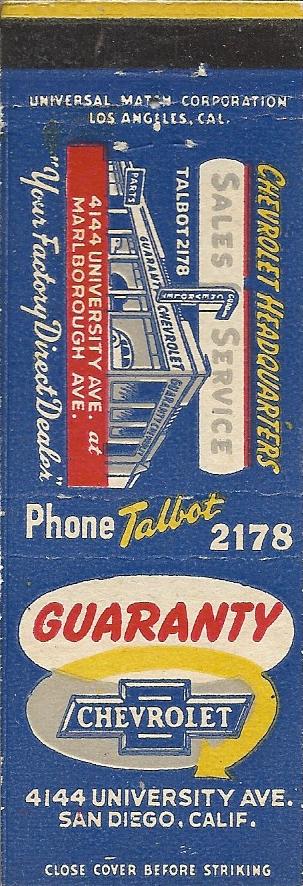 UNIVERSAL MATCH CORPORATION
LOS ANGELES, CAL.
CHEVROLET HEADQUARTERS
SALES SERVICE
TALBOT 2178
PARTS
GUARANTY CHEVROLET
CHEVROLET
4144 UNIVERSITY AVE. at
MARLBOROUGH AVE.
"Your Factory Direct Dealer"
Phone Talbot 2178
GUARANTY
CHEVROLET
4144 UNIVERSITY AVE.
SAN DIEGO, CALIF.
CLOSE COVER BEFORE STRIKING